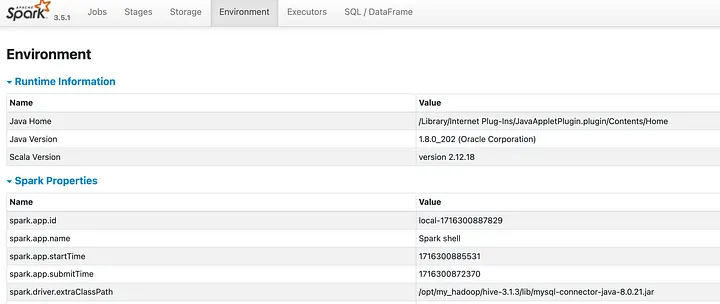 APACHE Spark 3.5.1 Jobs Stages Storage Environment Executors SQL / DataFrame
Environment
Runtime Information
Name Value
Java Home /Library/Internet Plug-Ins/JavaAppletPlugin.plugin/Contents/Home
Java Version 1.8.0_202 (Oracle Corporation)
Scala Version version 2.12.18
Spark Properties
Name Value
spark.app.id local-1716300887829
spark.app.name Spark shell
spark.app.startTime 1716300885531
spark.app.submitTime 1716300872370
spark.driver.extraClassPath /opt/my_hadoop/hive-3.1.3/lib/mysql-connector-java-8.0.21.jar